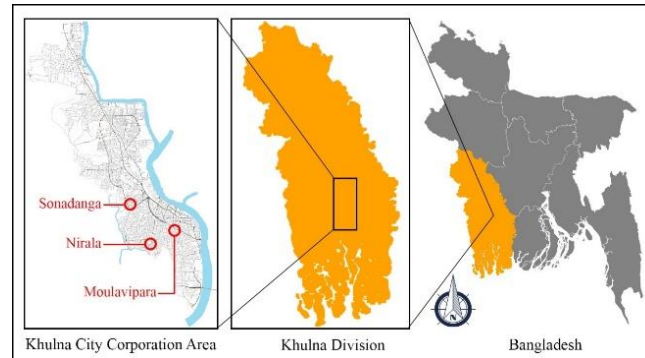 Sonadanga
Nirala
Moulavipara
N
Khulna City Corporation Area
Khulna Division
Bangladesh